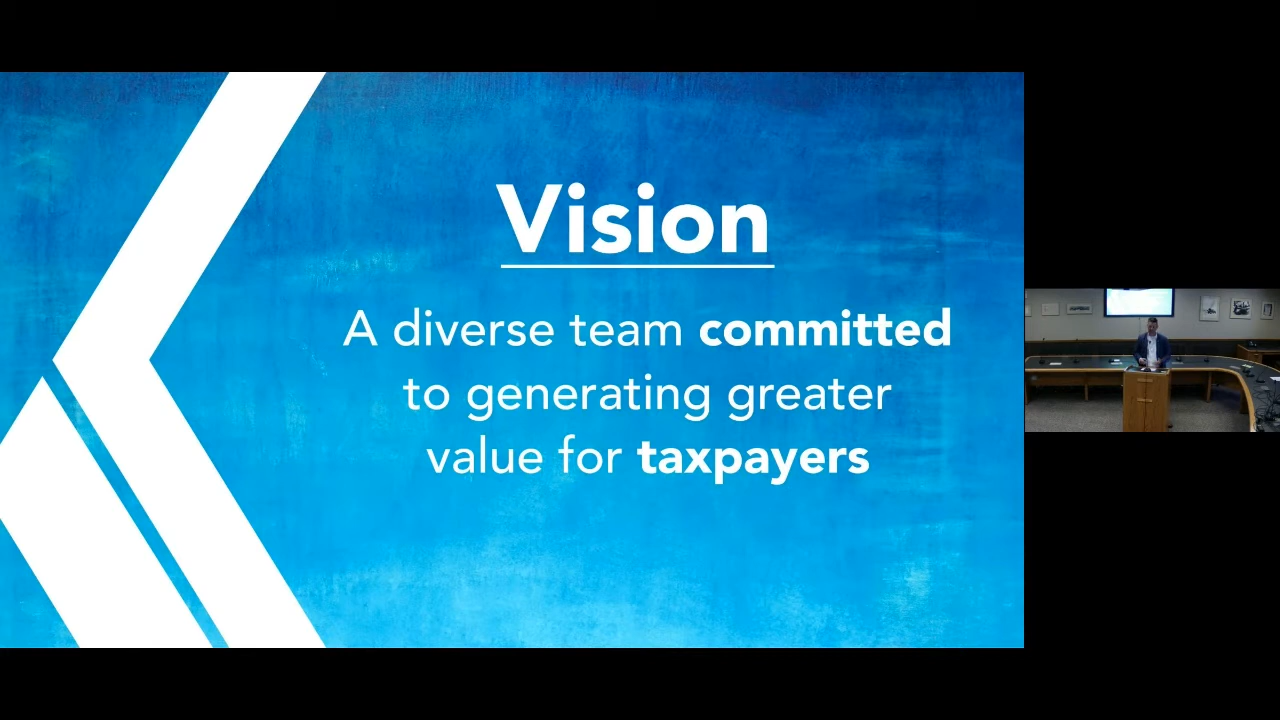 Vision
A diverse team committed
to generating greater
value for taxpayers